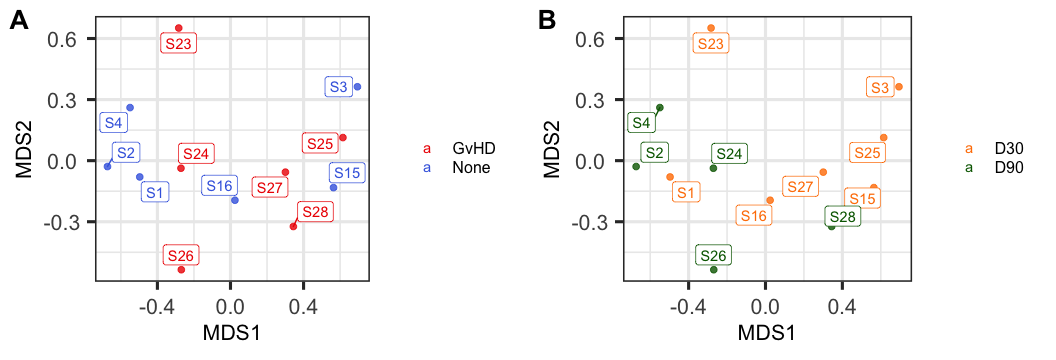 A
B
MDS2
0.6
0.3
0.0
-0.3
S23
S3
S4
S25
S2
S24
S15
S1
S16
S27
S28
S26
-0.4
0.0
0.4
MDS1
a GvHD
a None
MDS2
0.6
0.3
0.0
-0.3
S23
S3
S4
S2
S24
S25
S1
S27
S15
S16
S28
S26
-0.4
0.0
0.4
MDS1
a D30
a D90